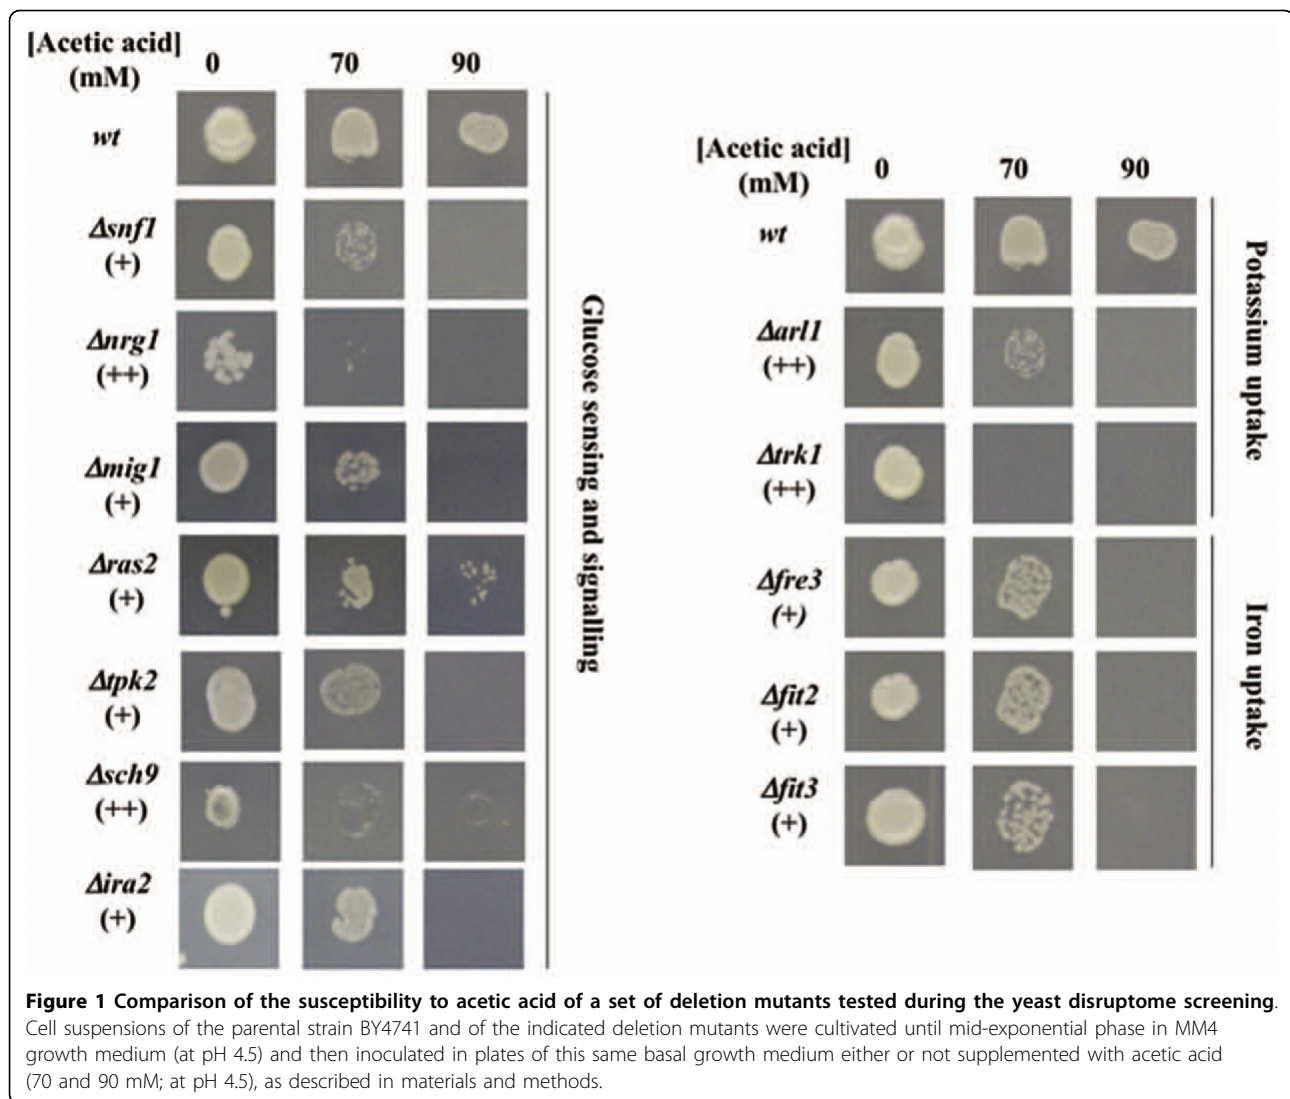 [Acetic acid]
(mM)
0 70 90
wt
Δsnf1
(+)
Δnrg1
(++)
Δmig1
(+)
Δras2
(+)
Δtpk2
(+)
Δsch9
(++)
Δira2
(+)
Glucose sensing and signalling
[Acetic acid]
(mM)
0 70 90
wt
Δarl1
(++)
Δtrk1
(++)
Δfre3
(+)
Δfit2
(+)
Δfit3
(+)
Potassium uptake
Iron uptake
Figure 1 Comparison of the susceptibility to acetic acid of a set of deletion mutants tested during the yeast disruptome screening.
Cell suspensions of the parental strain BY4741 and of the indicated deletion mutants were cultivated until mid-exponential phase in MM4
growth medium (at pH 4.5) and then inoculated in plates of this same basal growth medium either or not supplemented with acetic acid
(70 and 90 mM; at pH 4.5), as described in materials and methods.